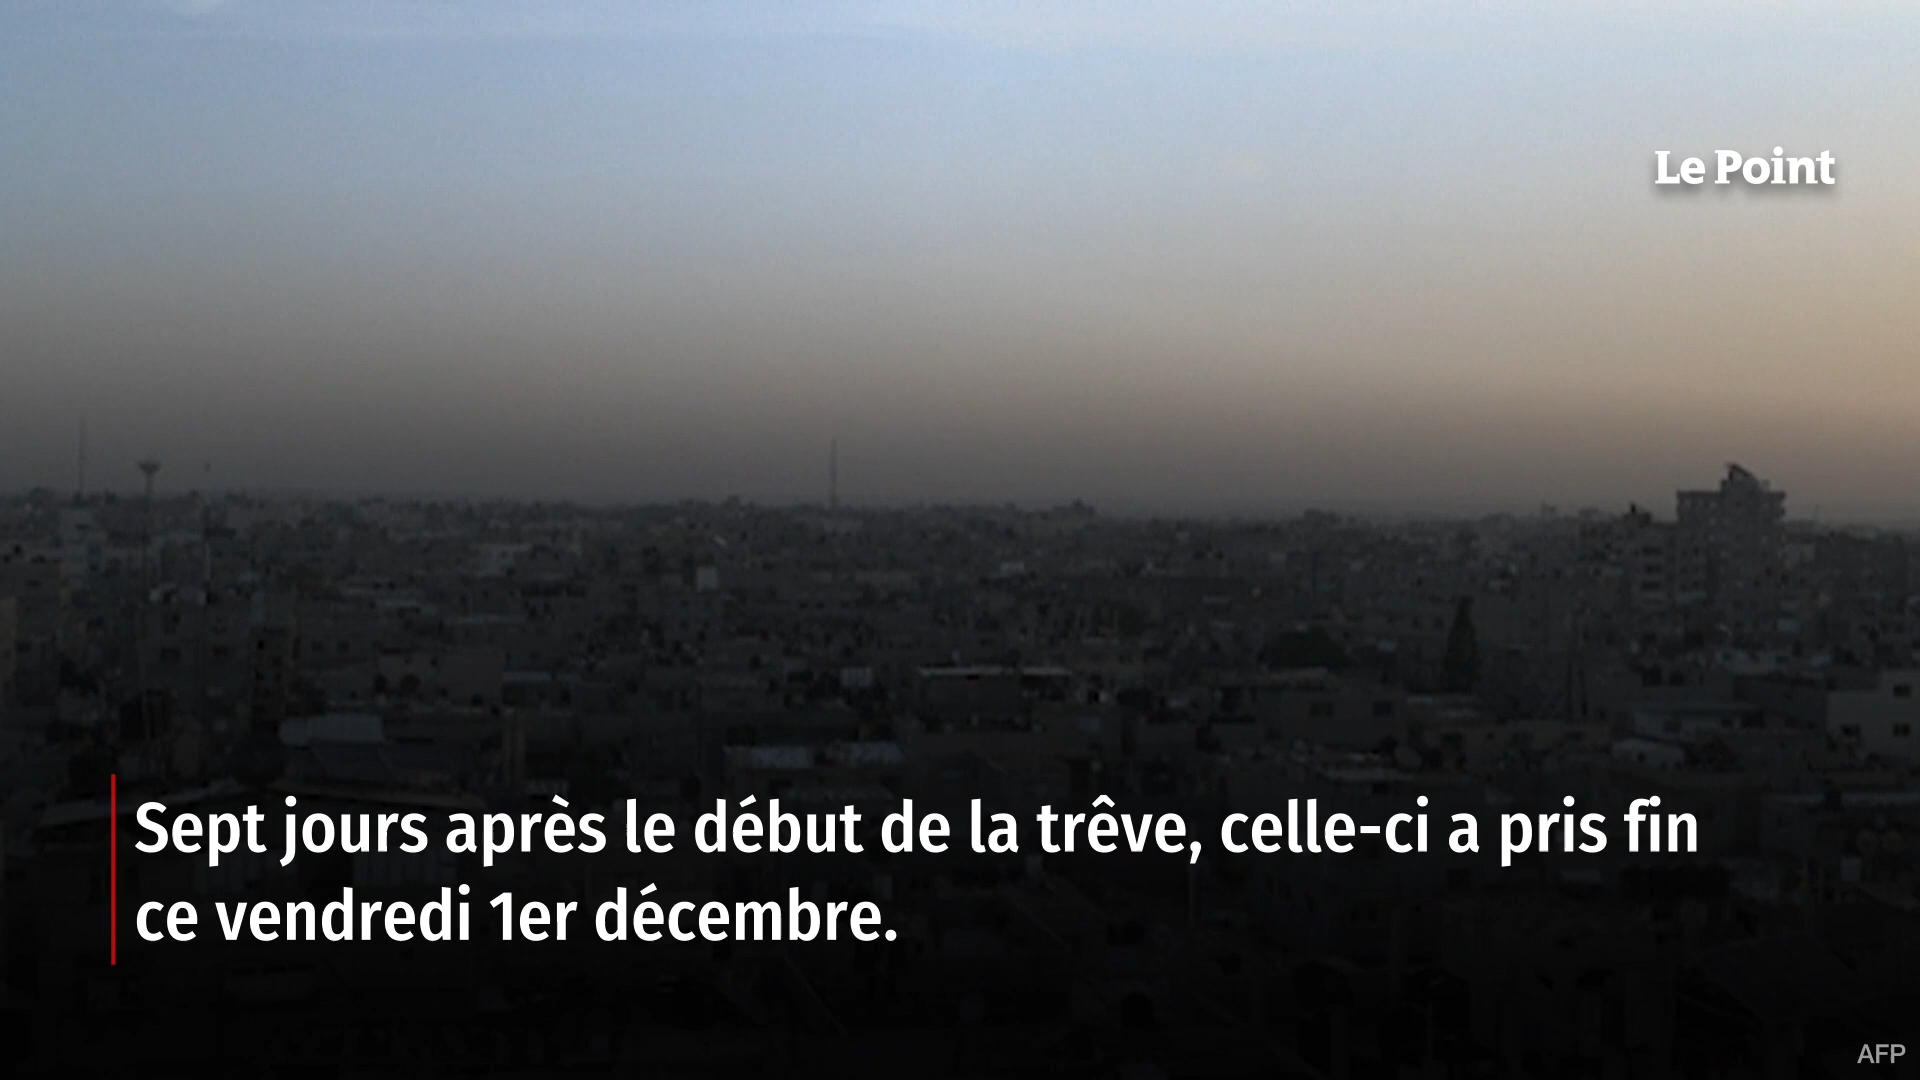 Le Point
Sept jours après le début de la trêve, celle-ci a pris fin
ce vendredi 1er décembre.
AFP